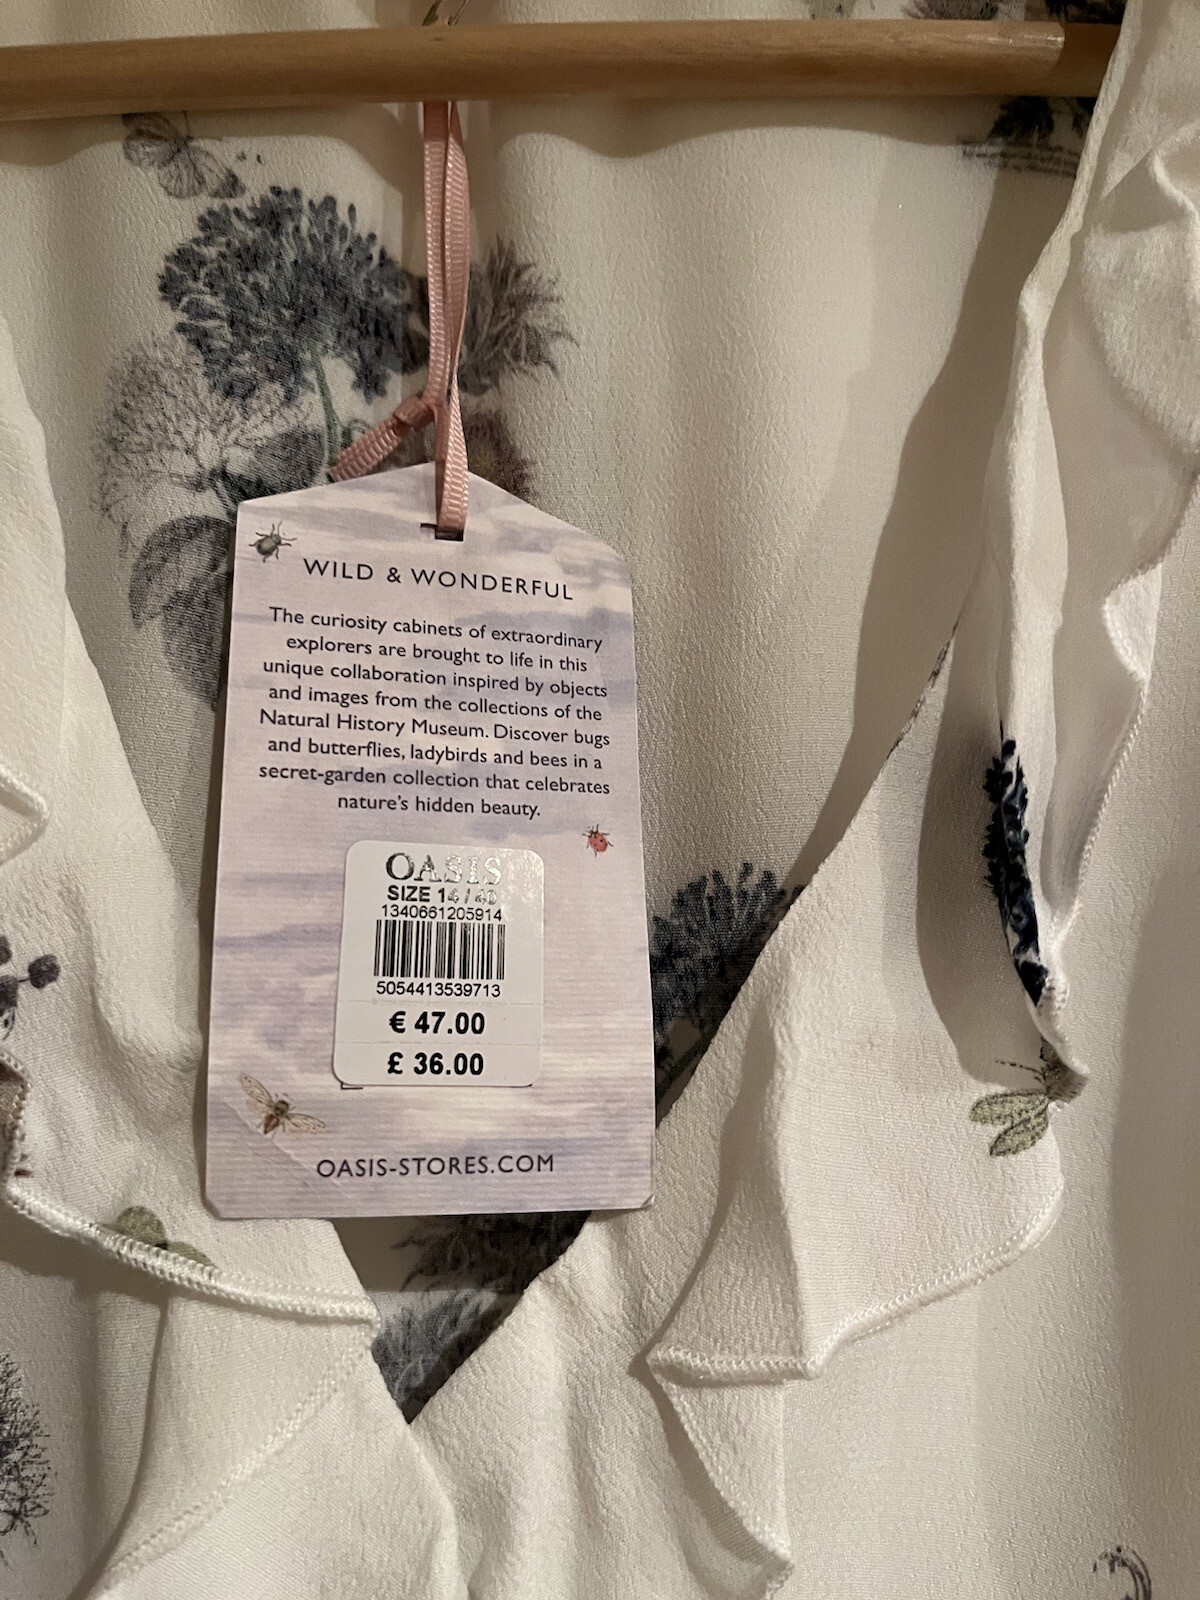 WILD & WONDERFUL
The curiosity cabinets of extraordinary
explorers are brought to life in this
unique collaboration inspired by objects
and images from the collections of the
Natural History Museum. Discover bugs
and butterflies, ladybirds and bees in a
secret-garden collection that celebrates
nature's hidden beauty.
OASIS
SIZE 14 / 40
1340661205914
5054413539713
€ 47.00
£ 36.00
OASIS-STORES.COM